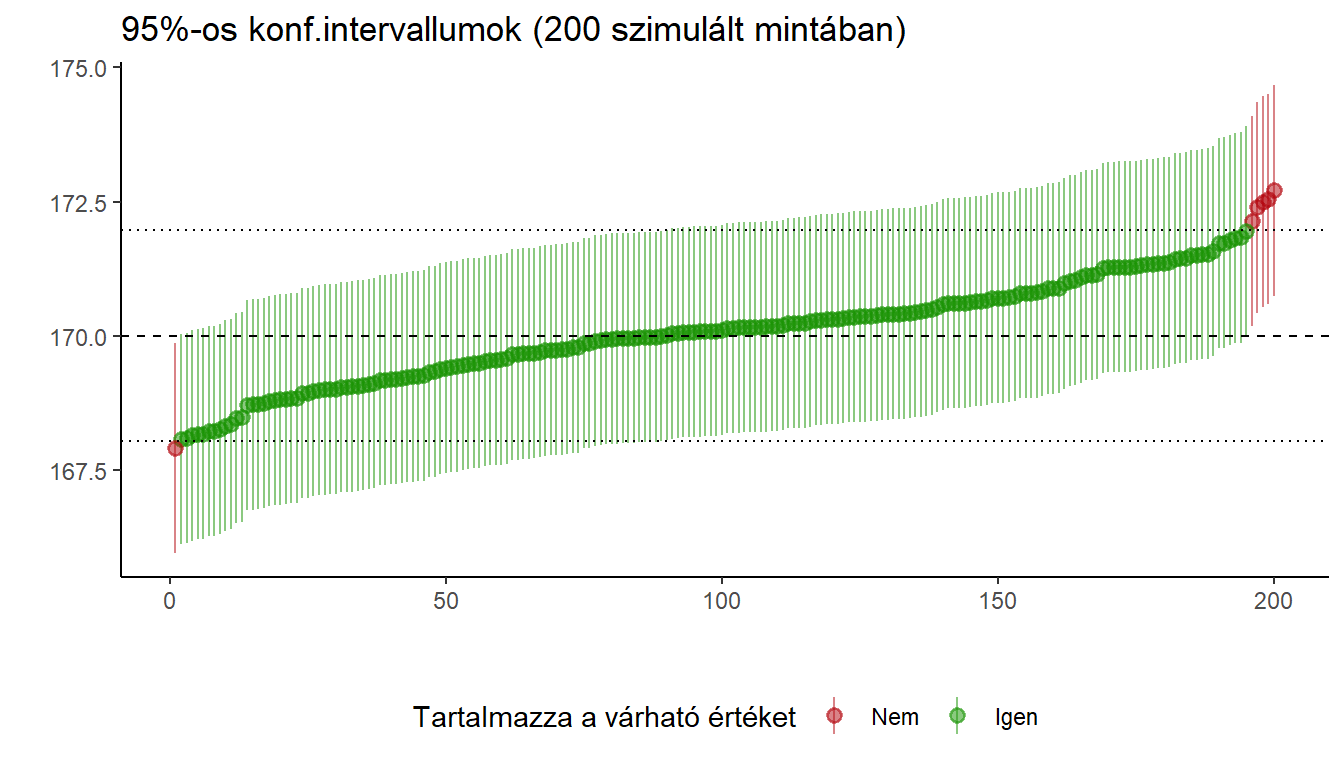 95%-os konf.intervallumok (200 szimulált mintában)
175.0
172.5
170.0
167.5
0 50 100 150 200
Tartalmazza a várható értéket Nem Igen